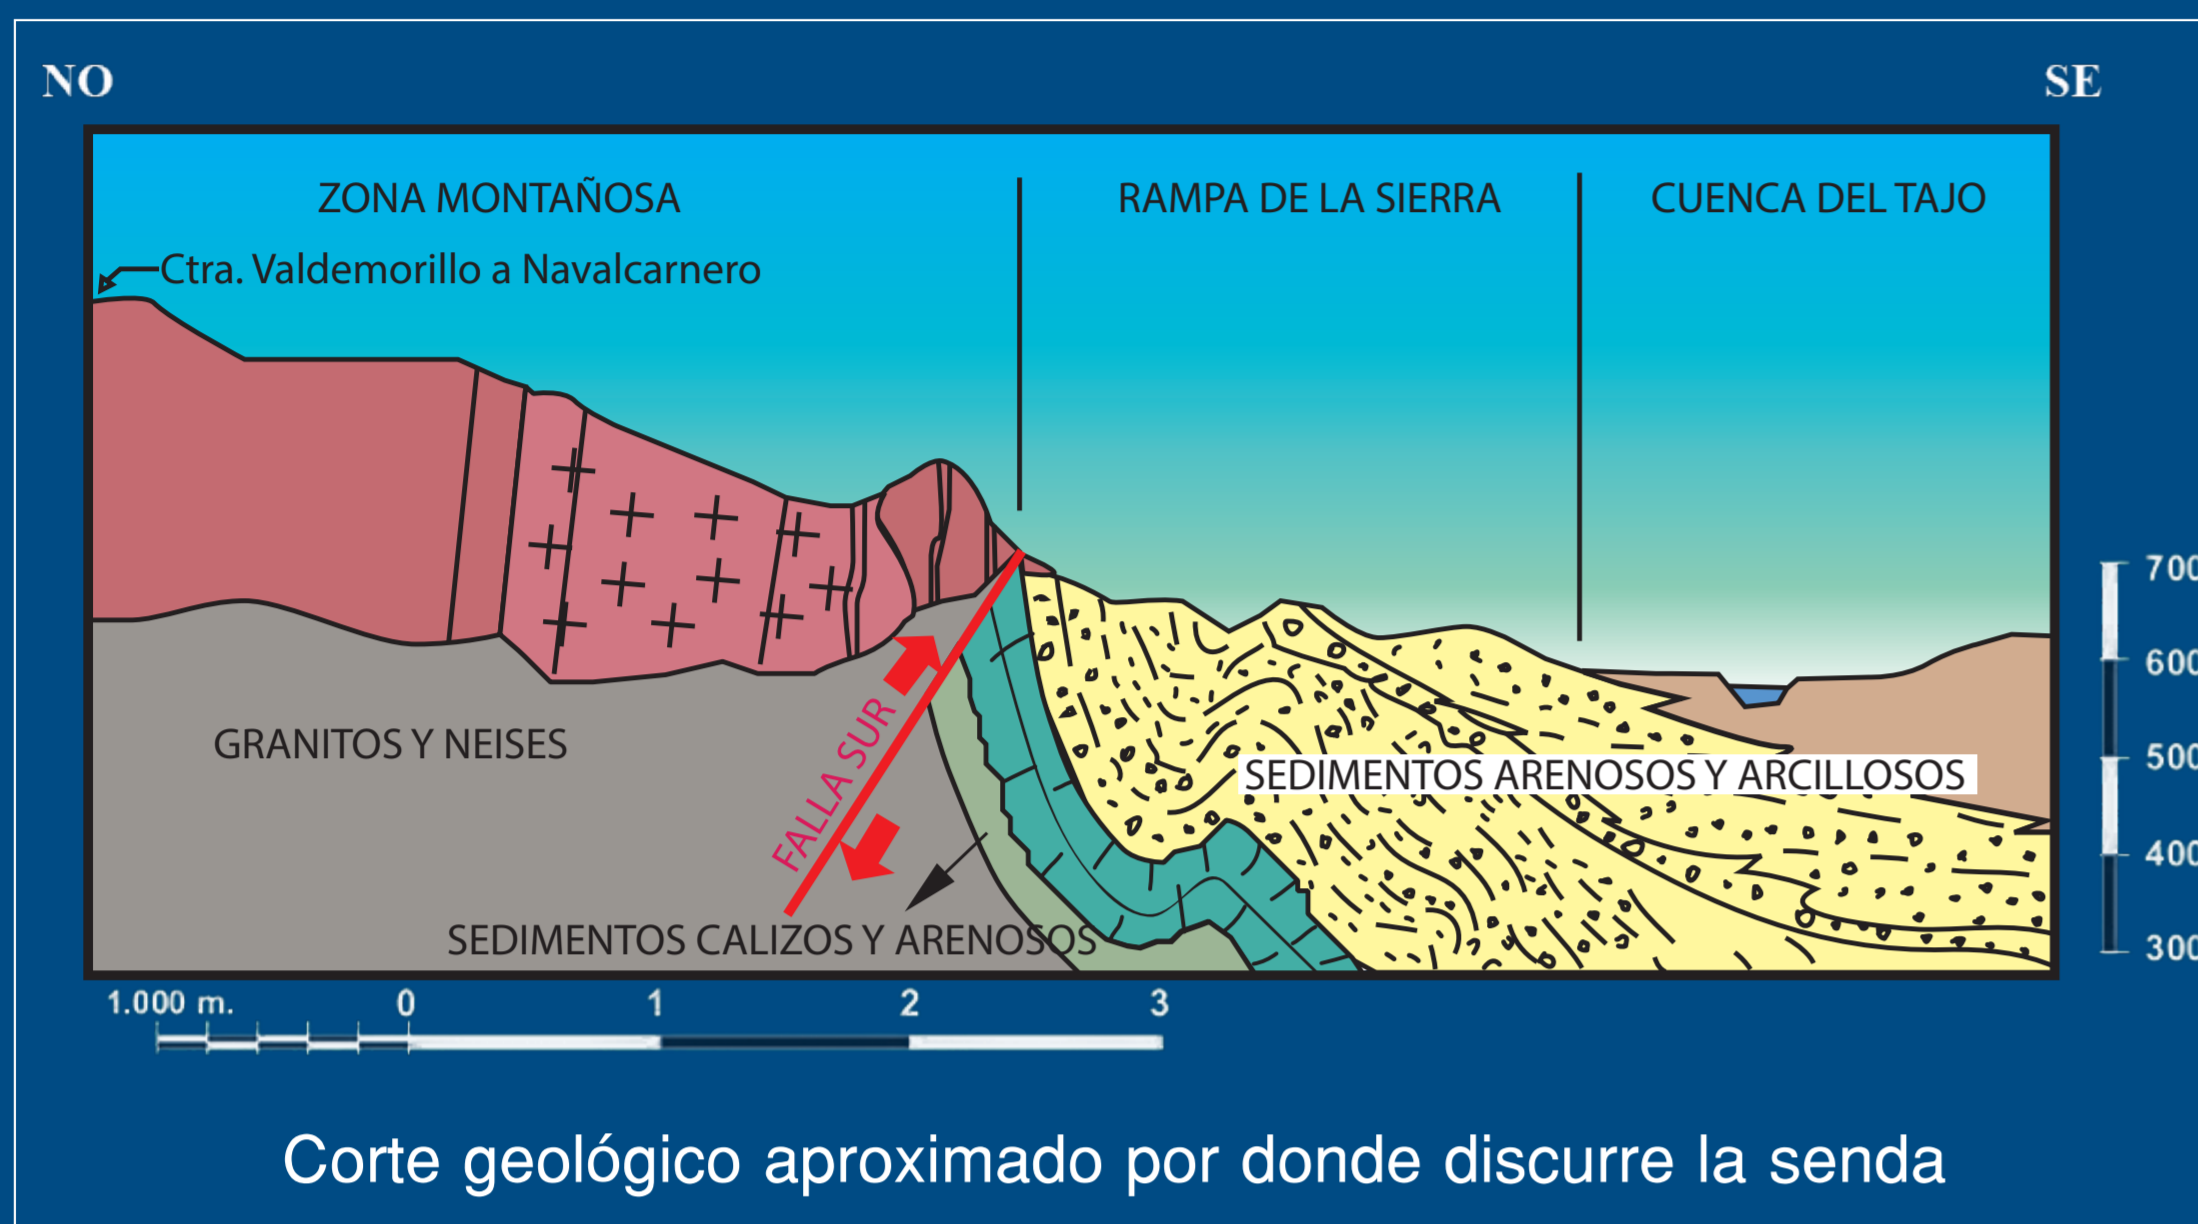 NO
SE
ZONA MONTAÑOSA
RAMPA DE LA SIERRA
CUENCA DEL TAJO
Ctra. Valdemorillo a Navalcarnero
700
600
GRANITOS Y NEISES
FALLA SUR
SEDIMENTOS ARENOSOS Y ARCILLOSOS
500
400
SEDIMENTOS CALIZOS Y ARENOSOS
300
1.000 m.
0
1
2
3
Corte geológico aproximado por donde discurre la senda